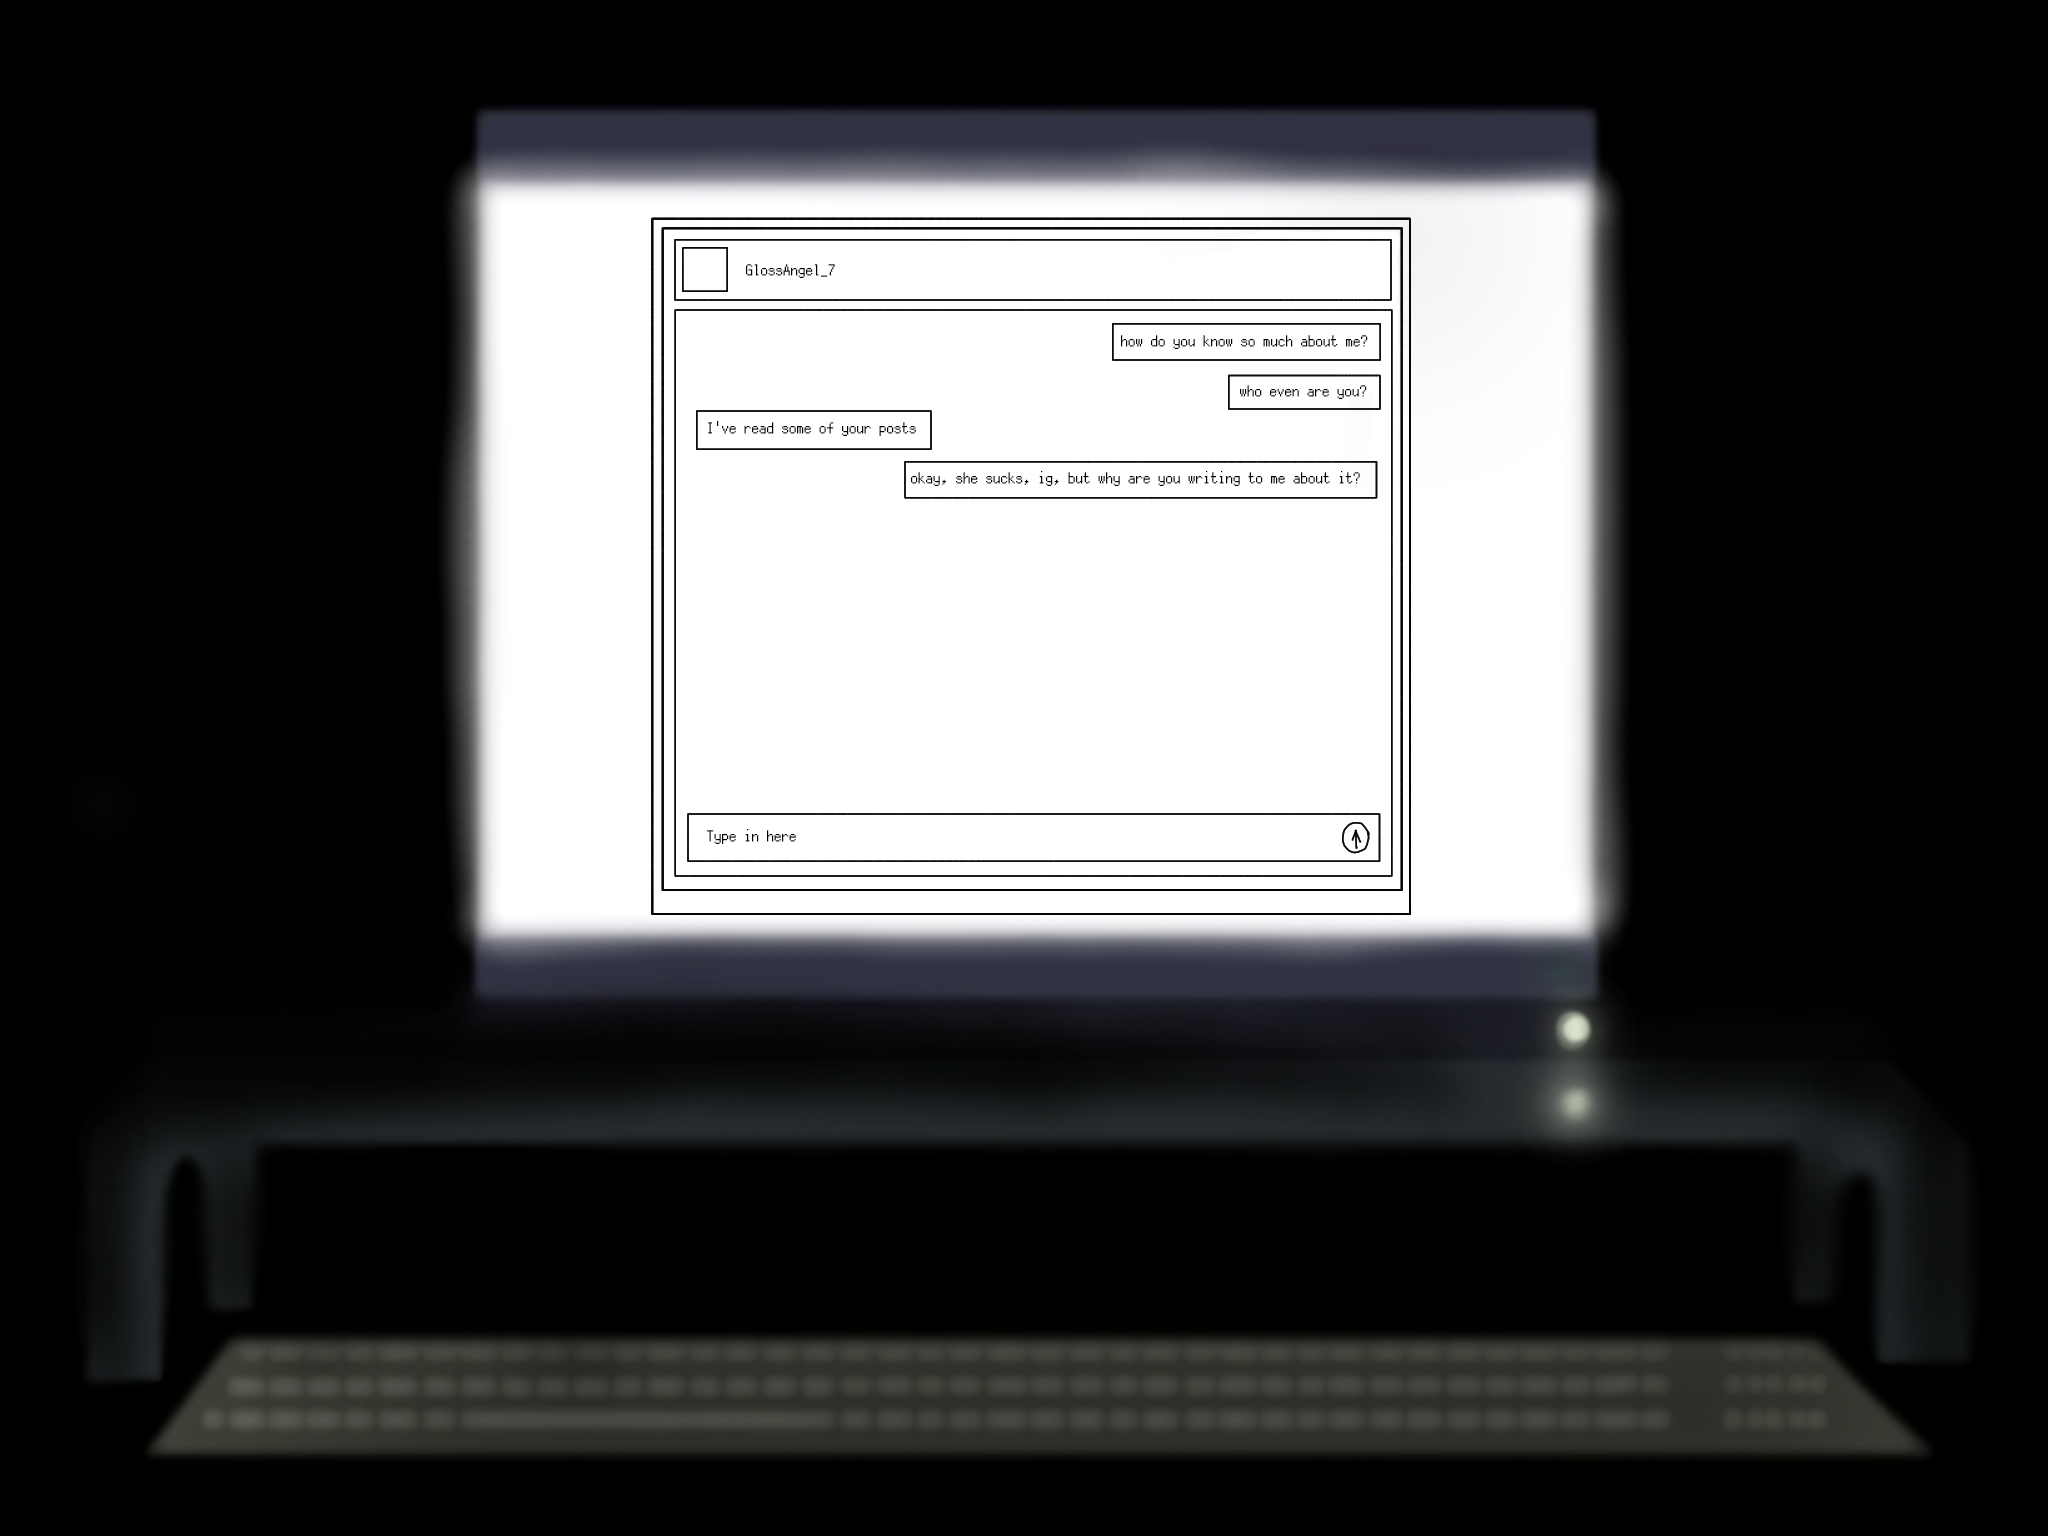 GlossAngel_7
how do you know so much about me?
who even are you?
I've read some of your posts
okay, she sucks, ig, but why are you writing to me about it?
Type in here